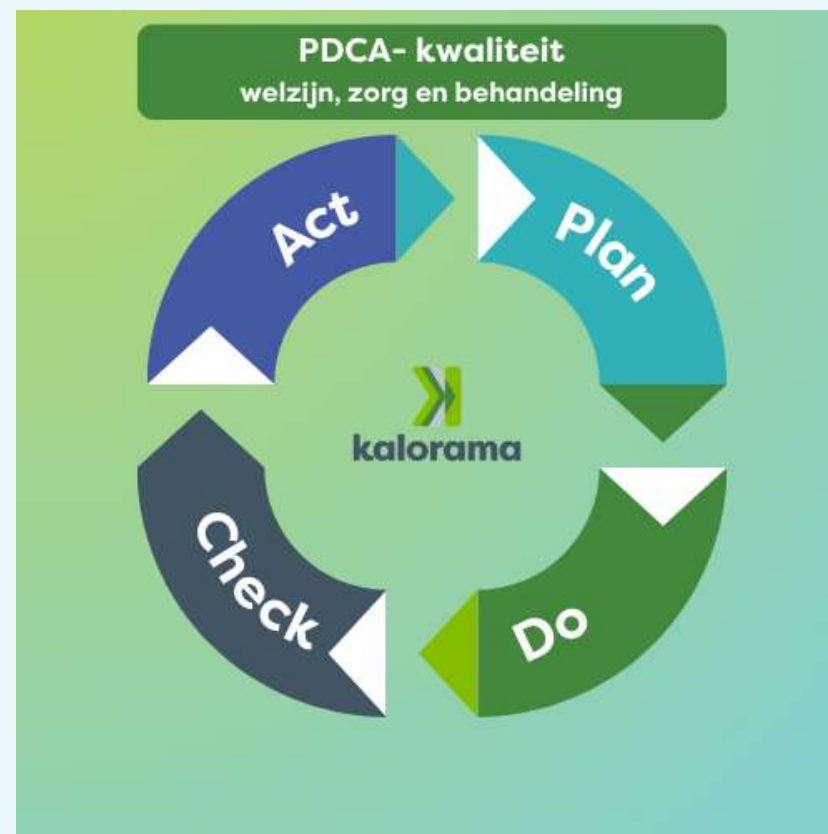 PDCA- kwaliteit
welzijn, zorg en behandeling
Act
Plan
kalorama
Check
Do